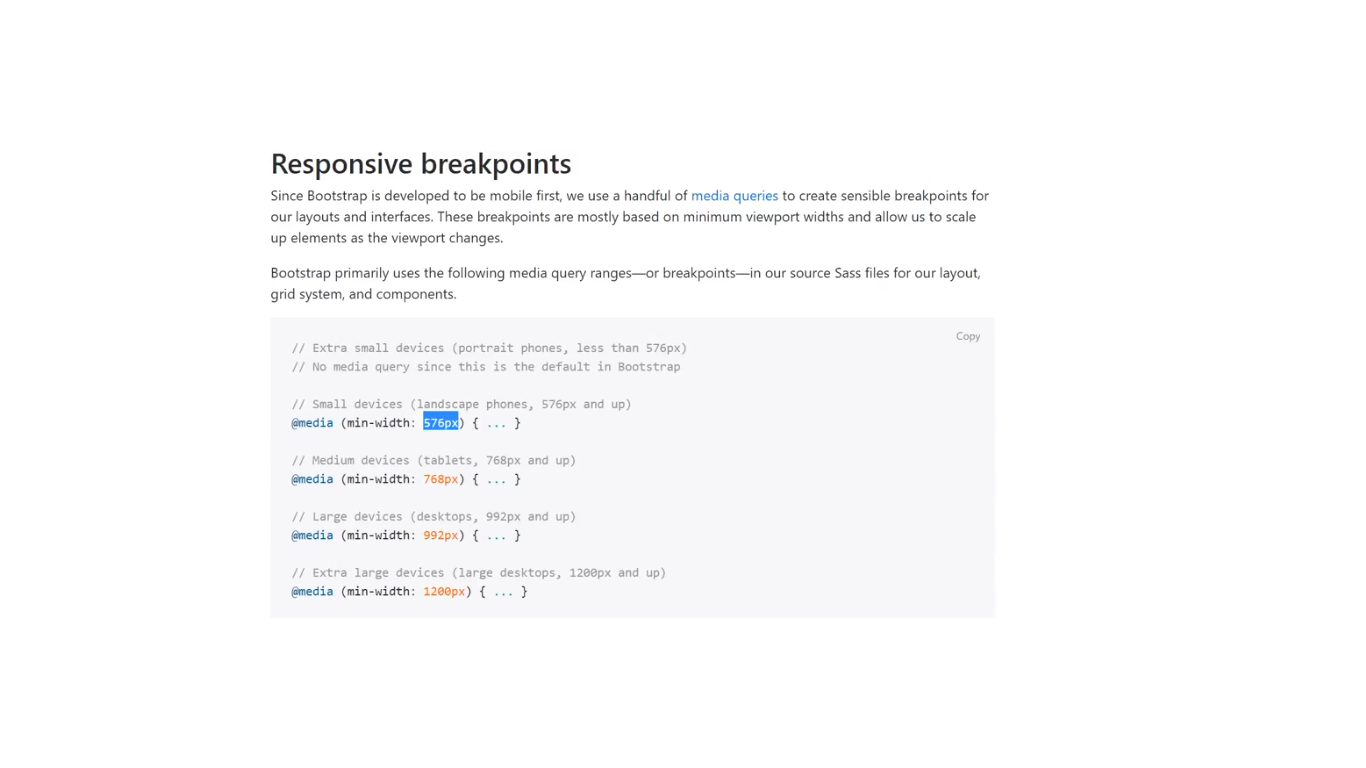 Responsive breakpoints
Since Bootstrap is developed to be mobile first, we use a handful of media queries to create sensible breakpoints for
our layouts and interfaces. These breakpoints are mostly based on minimum viewport widths and allow us to scale
up elements as the viewport changes.
Bootstrap primarily uses the following media query ranges—or breakpoints—in our source Sass files for our layout,
grid system, and components.
Copy
// Extra small devices (portrait phones, less than 576px)
// No media query since this is the default in Bootstrap
// Small devices (landscape phones, 576px and up)
@media (min-width: 576px) { ... }
// Medium devices (tablets, 768px and up)
@media (min-width: 768px) { ... }
// Large devices (desktops, 992px and up)
@media (min-width: 992px) { ... }
// Extra large devices (large desktops, 1200px and up)
@media (min-width: 1200px) { ... }